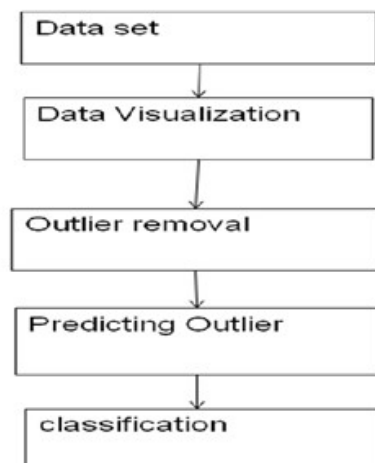 Data set
Data Visualization
Outlier removal
Predicting Outlier
classification